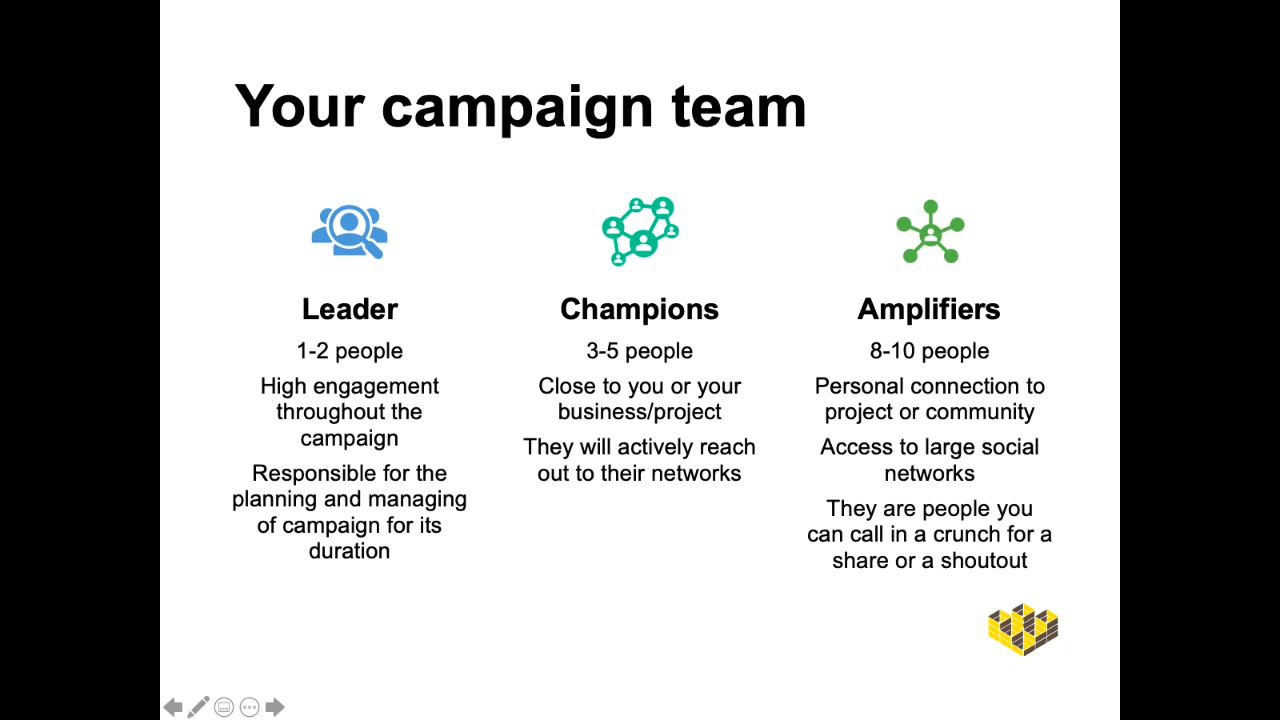 Your campaign team
Leader
1-2 people
High engagement
throughout the
campaign
Responsible for the
planning and managing
of campaign for its
duration
Champions
3-5 people
Close to you or your
business/project
They will actively reach
out to their networks
Amplifiers
8-10 people
Personal connection to
project or community
Access to large social
networks
They are people you
can call in a crunch for a
share or a shoutout